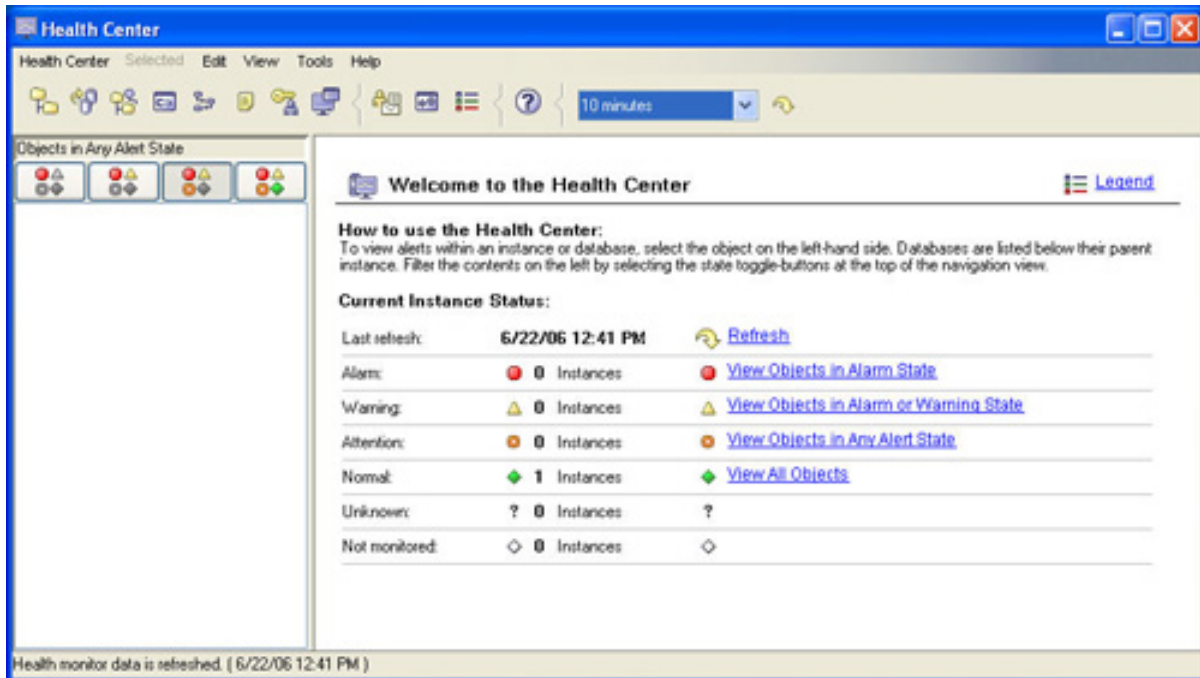 Health Center
Health Center Selected Edit View Tools Help
10 minutes
Objects in Any Alert State
Welcome to the Health Center
Legend
How to use the Health Center:
To view alerts within an instance or database, select the object on the left-hand side. Databases are listed below their parent
instance. Filter the contents on the left by selecting the state toggle-buttons at the top of the navigation view.
Current Instance Status:
Last refresh: 6/22/06 12:41 PM Refresh
Alarm: 0 Instances View Objects in Alarm State
Warning: 0 Instances View Objects in Alarm or Warning State
Attention: 0 Instances View Objects in Any Alert State
Normal: 1 Instances View All Objects
Unknown: ? 0 Instances ?
Not monitored: 0 Instances
Health monitor data is refreshed. ( 6/22/06 12:41 PM )